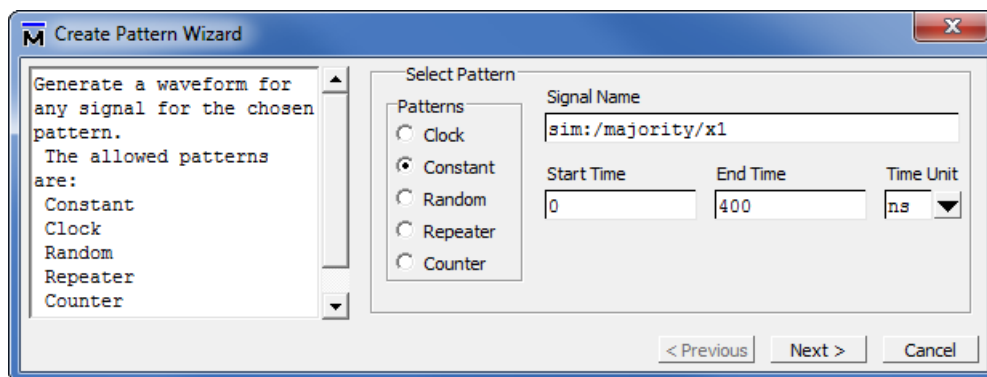 Create Pattern Wizard
Generate a waveform for
any signal for the chosen
pattern.
The allowed patterns
are:
Constant
Clock
Random
Repeater
Counter
Select Pattern
Patterns
Clock
Constant
Random
Repeater
Counter
Signal Name
sim:/majority/x1
Start Time End Time Time Unit
0 400 ns
< Previous Next > Cancel